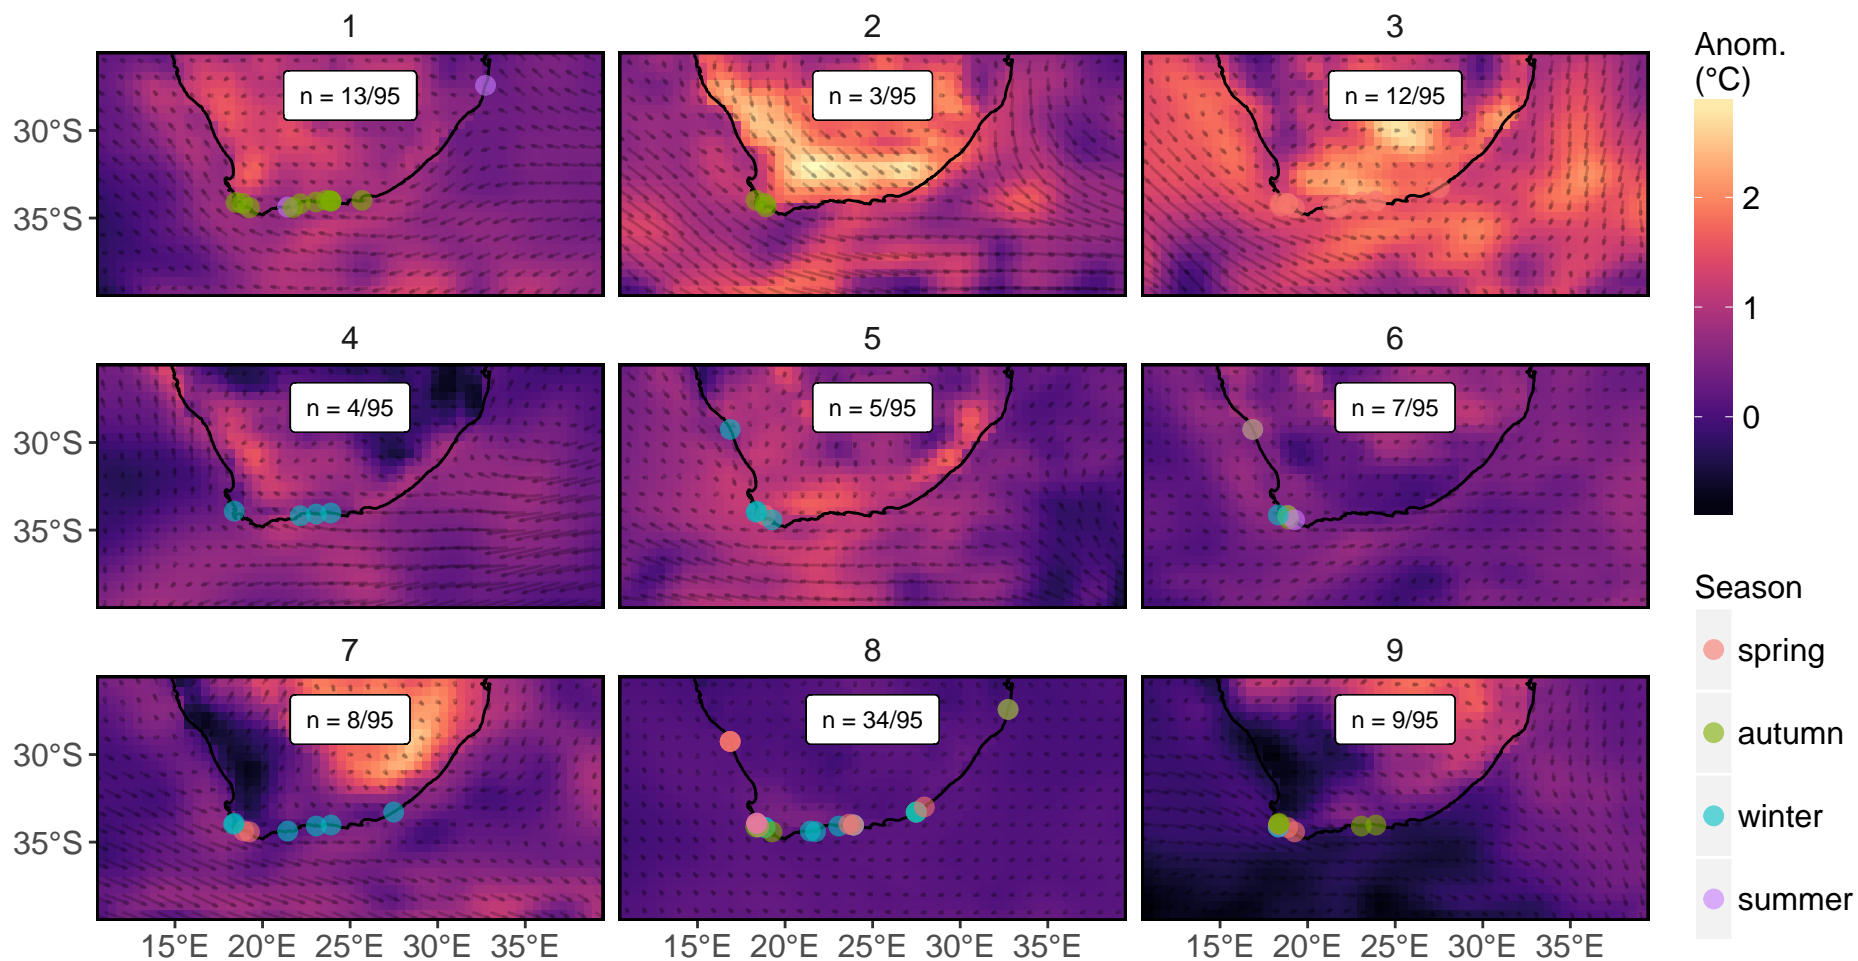 1 2 3
n = 13/95 n = 3/95 n = 12/95
30°S
35°S
4 5 6
n = 4/95 n = 5/95 n = 7/95
30°S
35°S
7 8 9
n = 8/95 n = 34/95 n = 9/95
30°S
35°S
15°E 20°E 25°E 30°E 35°E 15°E 20°E 25°E 30°E 35°E 15°E 20°E 25°E 30°E 35°E
Anom.
(°C)
2
1
0
Season
spring
autumn
winter
summer